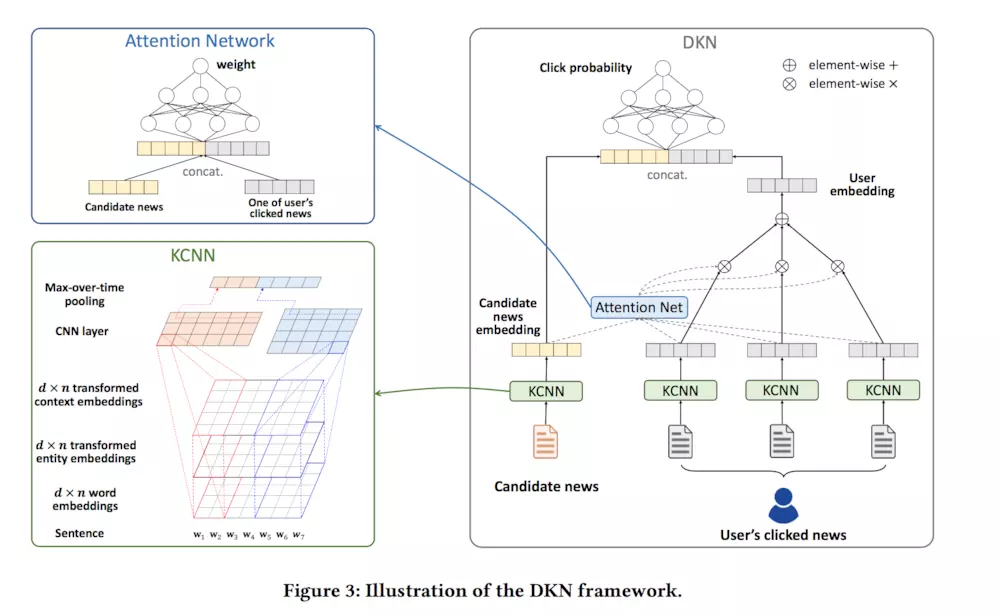 Attention Network
weight
concat.
Candidate news
One of user's
clicked news
KCNN
Max-over-time
pooling
CNN layer
d × n transformed
context embeddings
d × n transformed
entity embeddings
d × n word
embeddings
Sentence
w1 w2 w3 w4 w5 w6 w7
DKN
Click probability
element-wise +
element-wise ×
concat.
User
embedding
Candidate
news
embedding
Attention Net
KCNN
KCNN
KCNN
KCNN
Candidate news
User's clicked news
Figure 3: Illustration of the DKN framework.